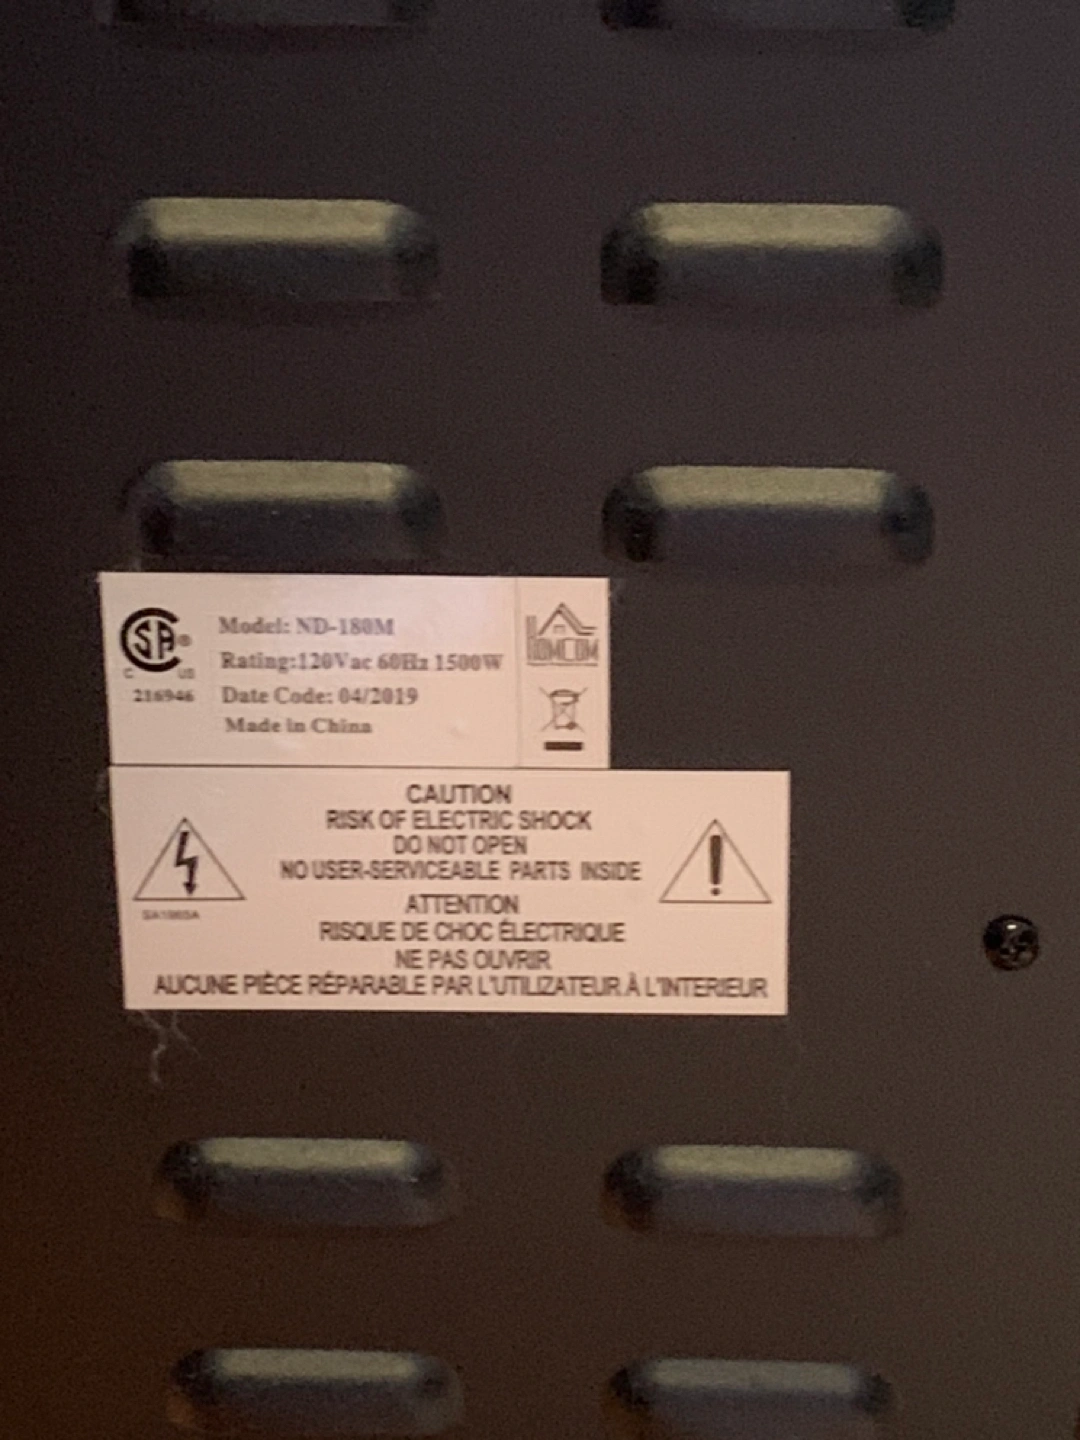 CSA®
C US
216946
Model: ND-180M
Rating:120Vac 60Hz 1500W
Date Code: 04/2019
Made in China
HOMCOM
CAUTION
RISK OF ELECTRIC SHOCK
DO NOT OPEN
NO USER-SERVICEABLE PARTS INSIDE
ATTENTION
RISQUE DE CHOC ÉLECTRIQUE
NE PAS OUVRIR
AUCUNE PIÈCE RÉPARABLE PAR L'UTILIZATEUR À L'INTERIEUR